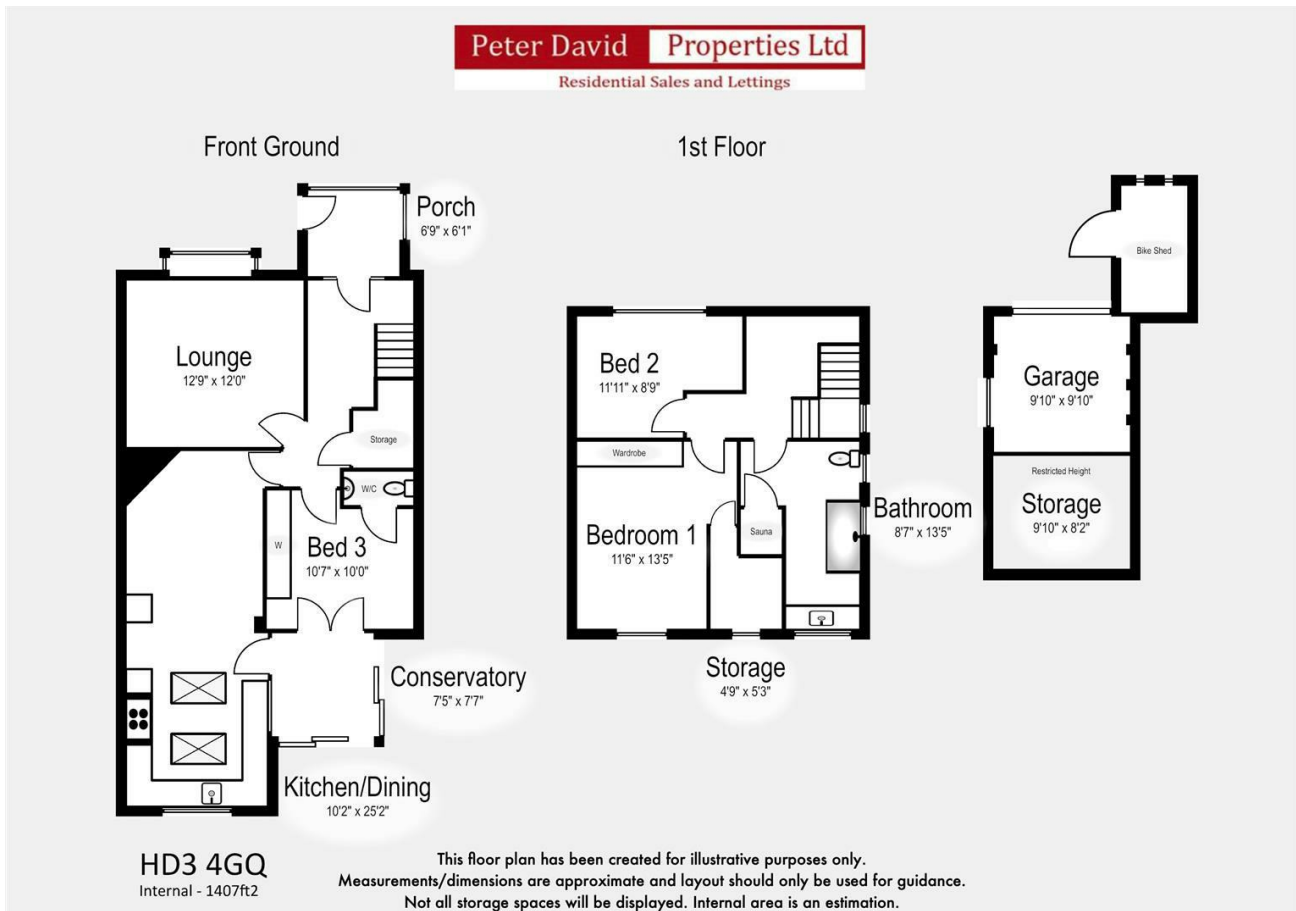 Peter David Properties Ltd
Residential Sales and Lettings
Front Ground
1st Floor
Porch
6'9" x 6'1"
Bike Shed
Lounge
12'9" x 12'0"
Bed 2
11'11" x 8'9"
Garage
9'10" x 9'10"
Storage
Wardrobe
Restricted Height
Storage
9'10" x 8'2"
W/C
W
Bed 3
10'7" x 10'0"
Bedroom 1
11'6" x 13'5"
Sauna
Bathroom
8'7" x 13'5"
Conservatory
7'5" x 7'7"
Storage
4'9" x 5'3"
Kitchen/Dining
10'2" x 25'2"
HD3 4GQ
Internal - 1407ft2
This floor plan has been created for illustrative purposes only.
Measurements/dimensions are approximate and layout should only be used for guidance.
Not all storage spaces will be displayed. Internal area is an estimation.